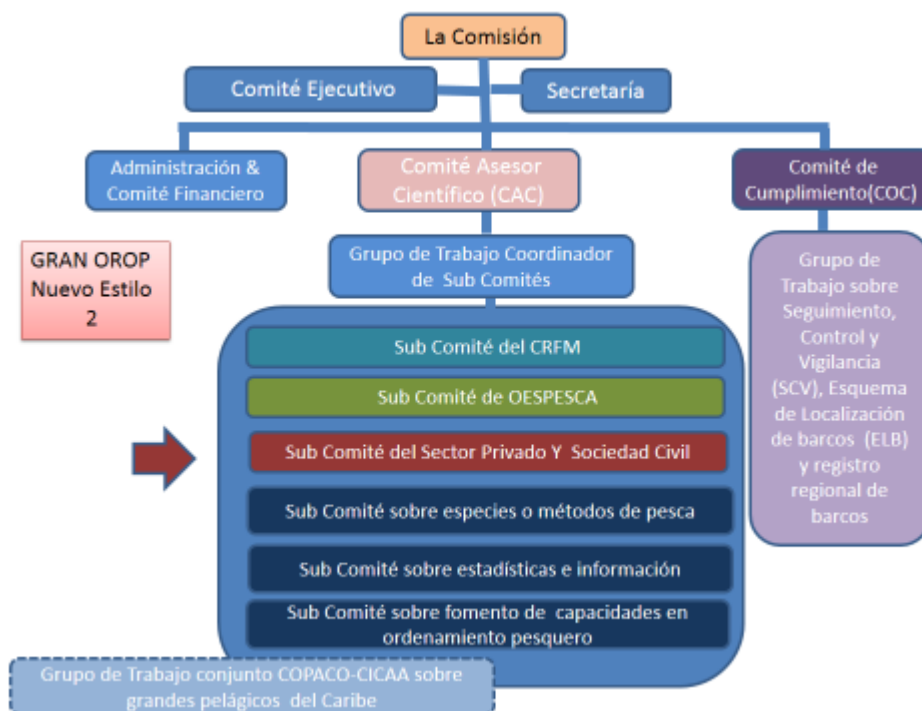 La Comisión
Comité Ejecutivo
Secretaría
Administración &
Comité Financiero
Comité Asesor
Científico (CAC)
Comité de
Cumplimiento(COC)
GRAN OROP
Nuevo Estilo
2
Grupo de Trabajo Coordinador
de Sub Comités
Sub Comité del CRFM
Sub Comité de OESPESCA
Sub Comité del Sector Privado Y Sociedad Civil
Sub Comité sobre especies o métodos de pesca
Sub Comité sobre estadísticas e información
Sub Comité sobre fomento de capacidades en
ordenamiento pesquero
Grupo de
Trabajo sobre
Seguimiento,
Control y
Vigilancia
(SCV), Esquema
de Localización
de barcos (ELB)
y registro
regional de
barcos
Grupo de Trabajo conjunto COPACO-CICAA sobre
grandes pelágicos del Caribe